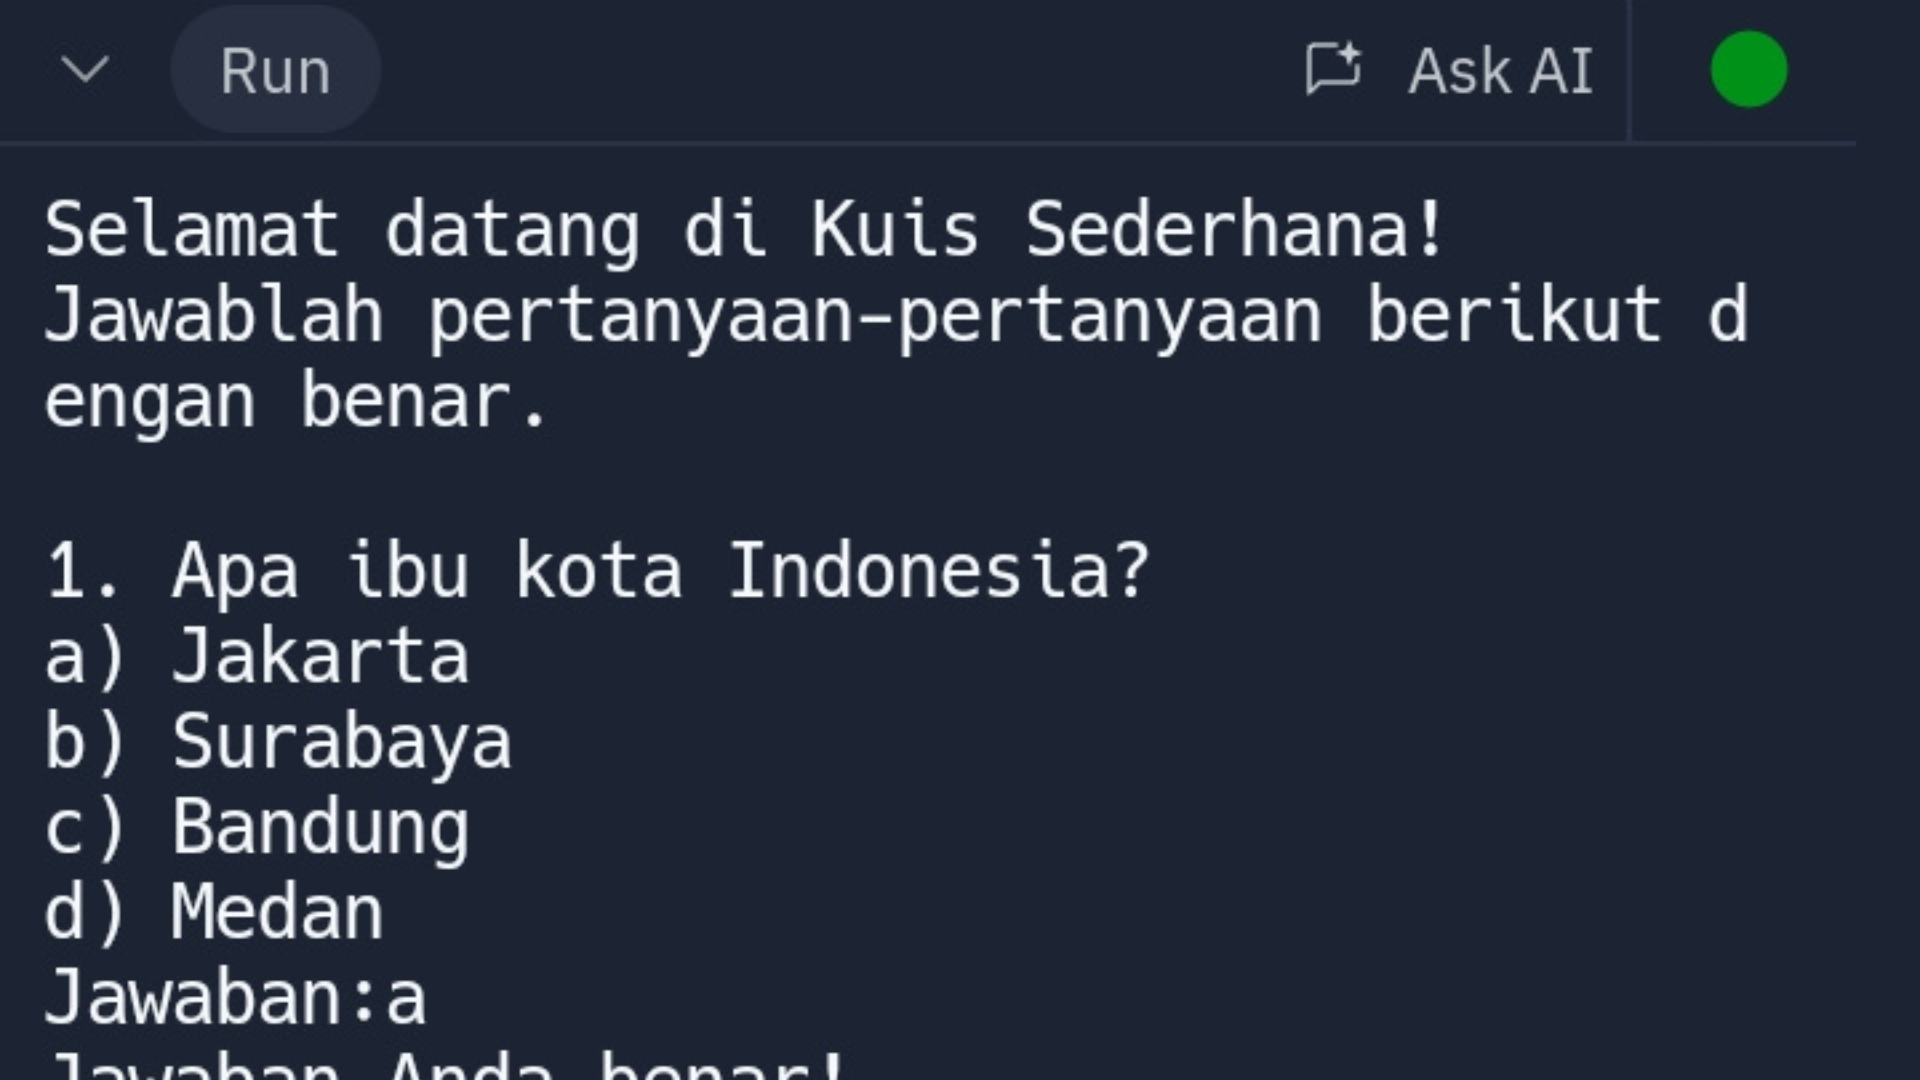 Run
Ask AI
Selamat datang di Kuis Sederhana!
Jawablah pertanyaan-pertanyaan berikut d
engan benar.
1. Apa ibu kota Indonesia?
a) Jakarta
b) Surabaya
c) Bandung
d) Medan
Jawaban:a
Jawaban Anda benar!